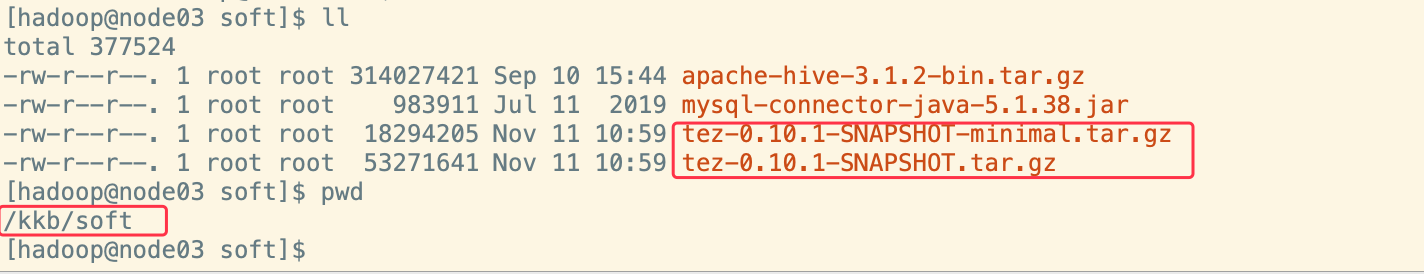 [hadoop@node03 soft]$ ll
total 377524
-rw-r--r--. 1 root root 314027421 Sep 10 15:44 apache-hive-3.1.2-bin.tar.gz
-rw-r--r--. 1 root root    983911 Jul 11  2019 mysql-connector-java-5.1.38.jar
-rw-r--r--. 1 root root  18294205 Nov 11 10:59 tez-0.10.1-SNAPSHOT-minimal.tar.gz
-rw-r--r--. 1 root root  53271641 Nov 11 10:59 tez-0.10.1-SNAPSHOT.tar.gz
[hadoop@node03 soft]$ pwd
/kkb/soft
[hadoop@node03 soft]$